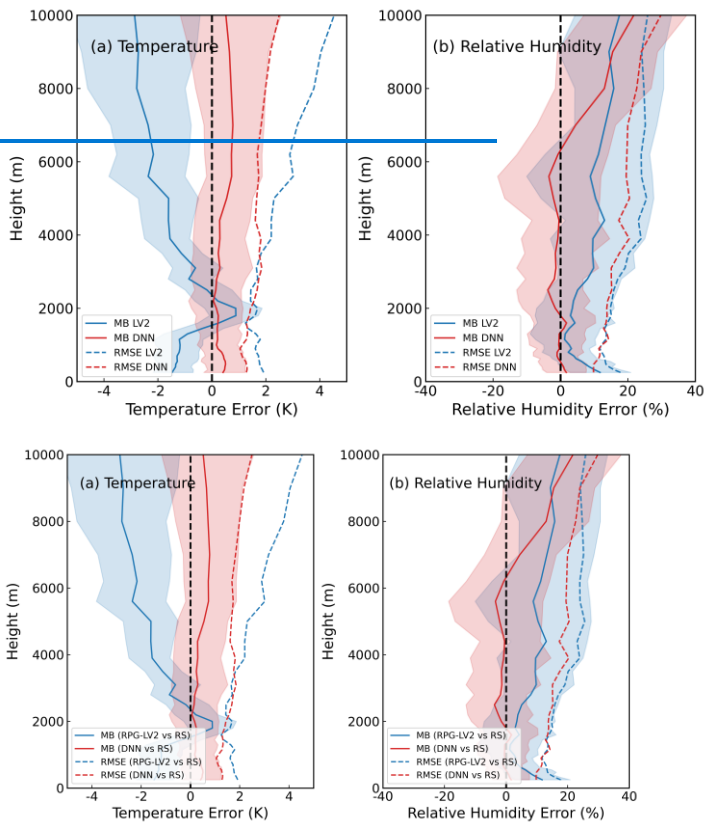 (a) Temperature
(b) Relative Humidity
10000
8000
6000
4000
2000
0
Height (m)
MB LV2
MB DNN
RMSE LV2
RMSE DNN
-4
-2
0
2
4
Temperature Error (K)
10000
8000
6000
4000
2000
0
Height (m)
MB LV2
MB DNN
RMSE LV2
RMSE DNN
-40
-20
0
20
40
Relative Humidity Error (%)
(a) Temperature
(b) Relative Humidity
10000
8000
6000
4000
2000
0
Height (m)
MB (RPG-LV2 vs RS)
MB (DNN vs RS)
RMSE (RPG-LV2 vs RS)
RMSE (DNN vs RS)
-4
-2
0
2
4
Temperature Error (K)
10000
8000
6000
4000
2000
0
Height (m)
MB (RPG-LV2 vs RS)
MB (DNN vs RS)
RMSE (RPG-LV2 vs RS)
RMSE (DNN vs RS)
-40
-20
0
20
40
Relative Humidity Error (%)